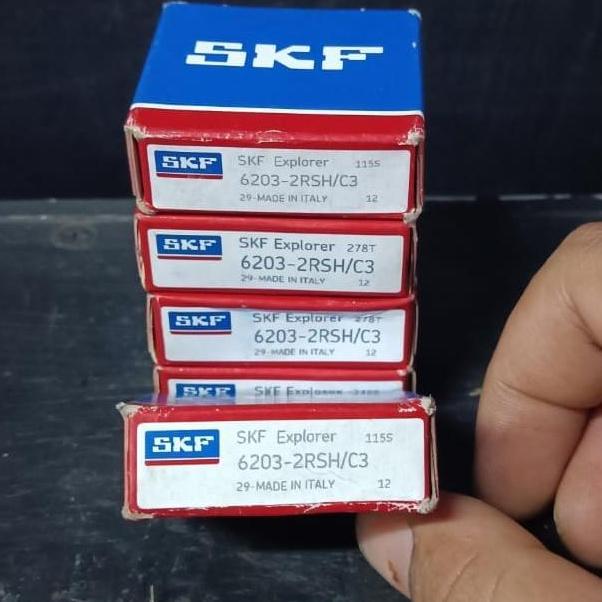 SKF
SKF SKF Explorer 115S
6203-2RSH/C3
29-MADE IN ITALY 12
SKF SKF Explorer 278T
6203-2RSH/C3
29-MADE IN ITALY 12
SKF SKF Explorer 278T
6203-2RSH/C3
29-MADE IN ITALY 12
SKF SKF Explorer
SKF SKF Explorer 115S
6203-2RSH/C3
29-MADE IN ITALY 12